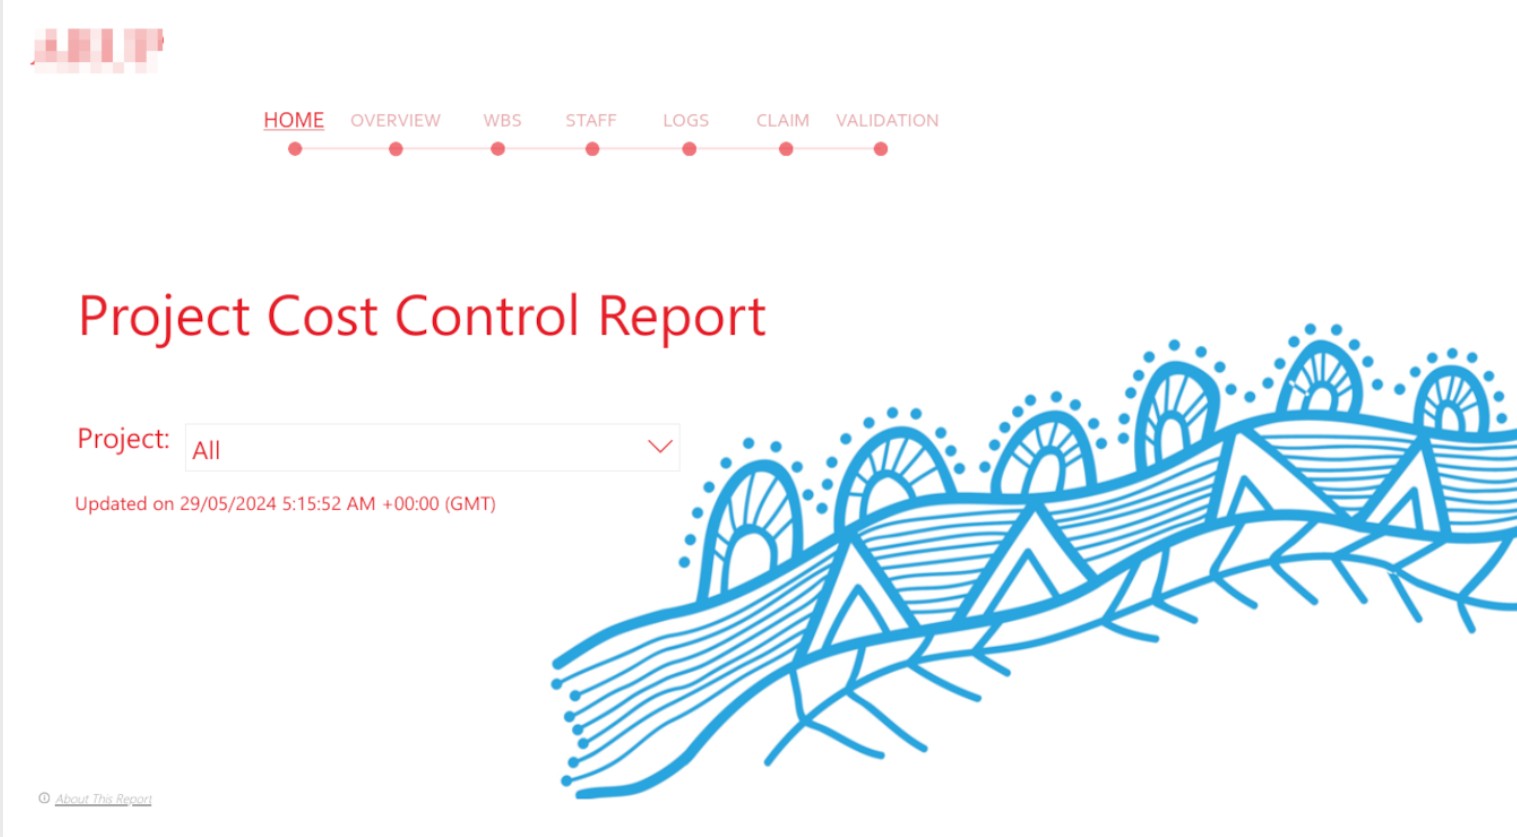 HOME OVERVIEW WBS STAFF LOGS CLAIM VALIDATION
Project Cost Control Report
Project: All
Updated on 29/05/2024 5:15:52 AM +00:00 (GMT)
About This Report